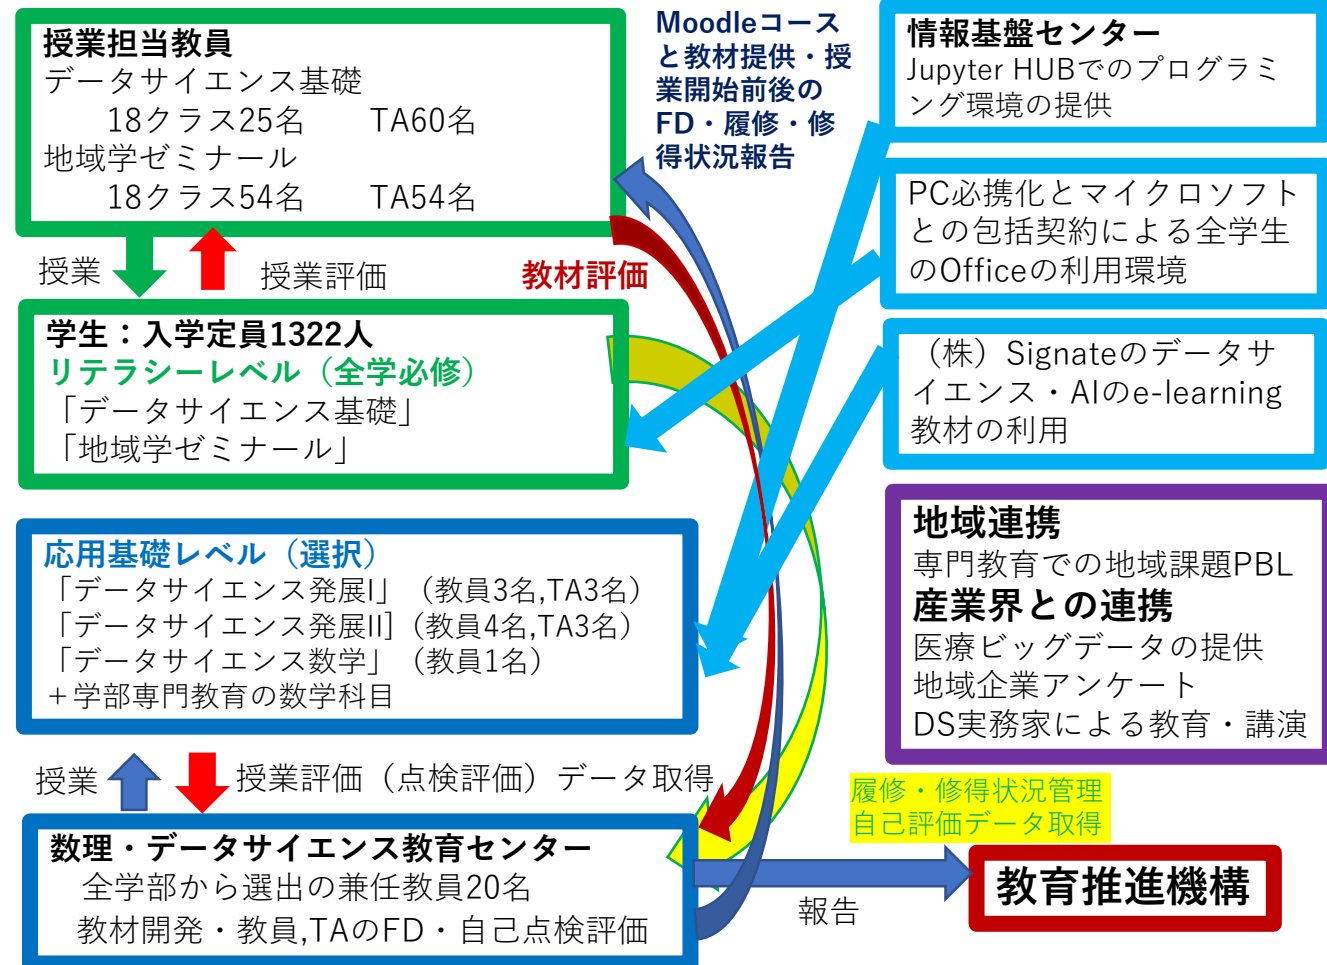 授業担当教員
データサイエンス基礎
18クラス25名　TA60名
地域学ゼミナール
18クラス54名　TA54名
Moodleコース
と教材提供・授
業開始前後の
FD・履修・修
得状況報告
情報基盤センター
Jupyter HUBでのプログラミ
ング環境の提供
PC必携化とマイクロソフト
との包括契約による全学生
のOfficeの利用環境
（株）Signateのデータサ
イエンス・AIのe-learning
教材の利用
授業
授業評価
教材評価
学生：入学定員1322人
リテラシーレベル（全学必修）
「データサイエンス基礎」
「地域学ゼミナール」
応用基礎レベル（選択）
「データサイエンス発展I」（教員3名,TA3名）
「データサイエンス発展II]（教員4名,TA3名）
「データサイエンス数学」（教員1名）
＋学部専門教育の数学科目
地域連携
専門教育での地域課題PBL
産業界との連携
医療ビッグデータの提供
地域企業アンケート
DS実務家による教育・講演
授業
授業評価（点検評価）データ取得
履修・修得状況管理
自己評価データ取得
数理・データサイエンス教育センター
全学部から選出の兼任教員20名
教材開発・教員,TAのFD・自己点検評価
報告
教育推進機構